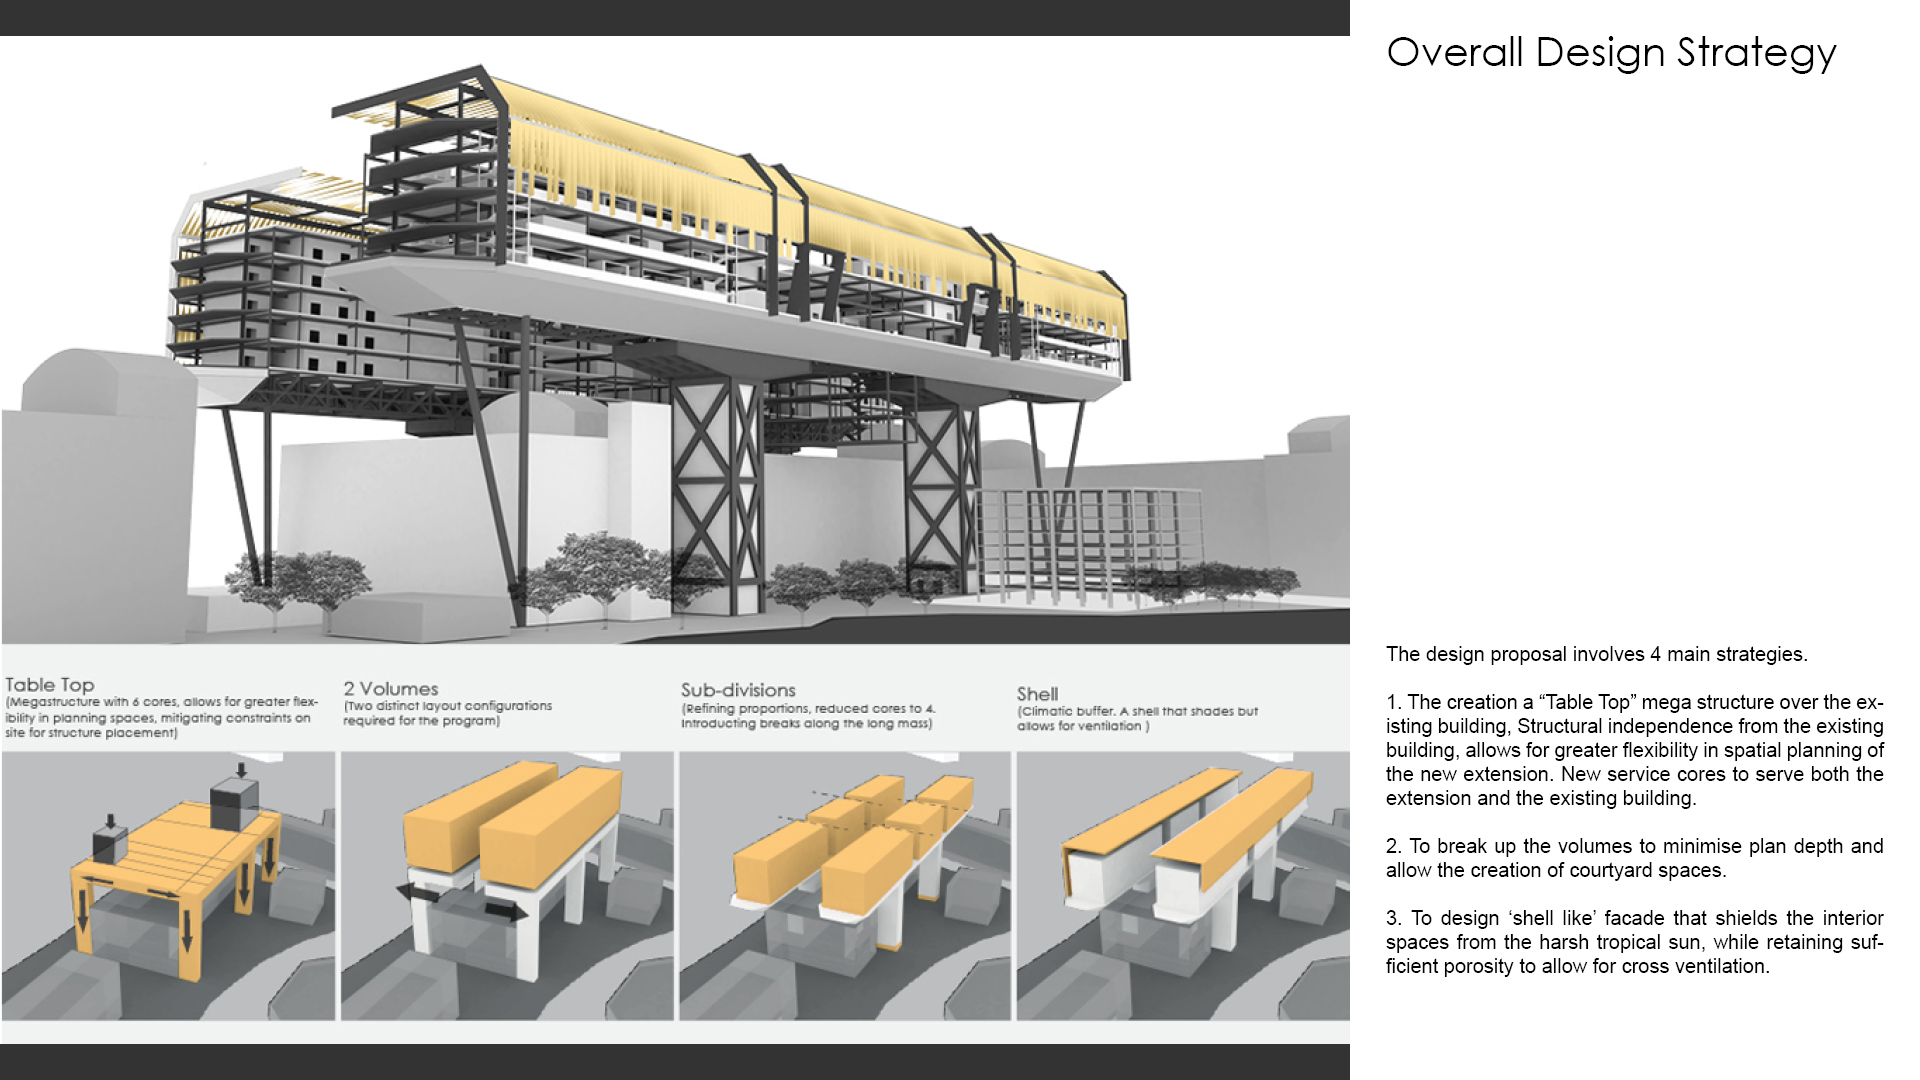 Overall Design Strategy
Table Top
(Megastructure with 6 cores, allows for greater flex-
ibility in planning spaces, mitigating constraints on
site for structure placement)
2 Volumes
(Two distinct layout configurations
required for the program)
Sub-divisions
(Refining proportions, reduced cores to 4.
Introducting breaks along the long mass)
Shell
(Climatic buffer. A shell that shades but
allows for ventilation )
The design proposal involves 4 main strategies.
1. The creation a “Table Top” mega structure over the ex-
isting building, Structural independence from the existing
building, allows for greater flexibility in spatial planning of
the new extension. New service cores to serve both the
extension and the existing building.
2. To break up the volumes to minimise plan depth and
allow the creation of courtyard spaces.
3. To design ‘shell like’ facade that shields the interior
spaces from the harsh tropical sun, while retaining suf-
ficient porosity to allow for cross ventilation.